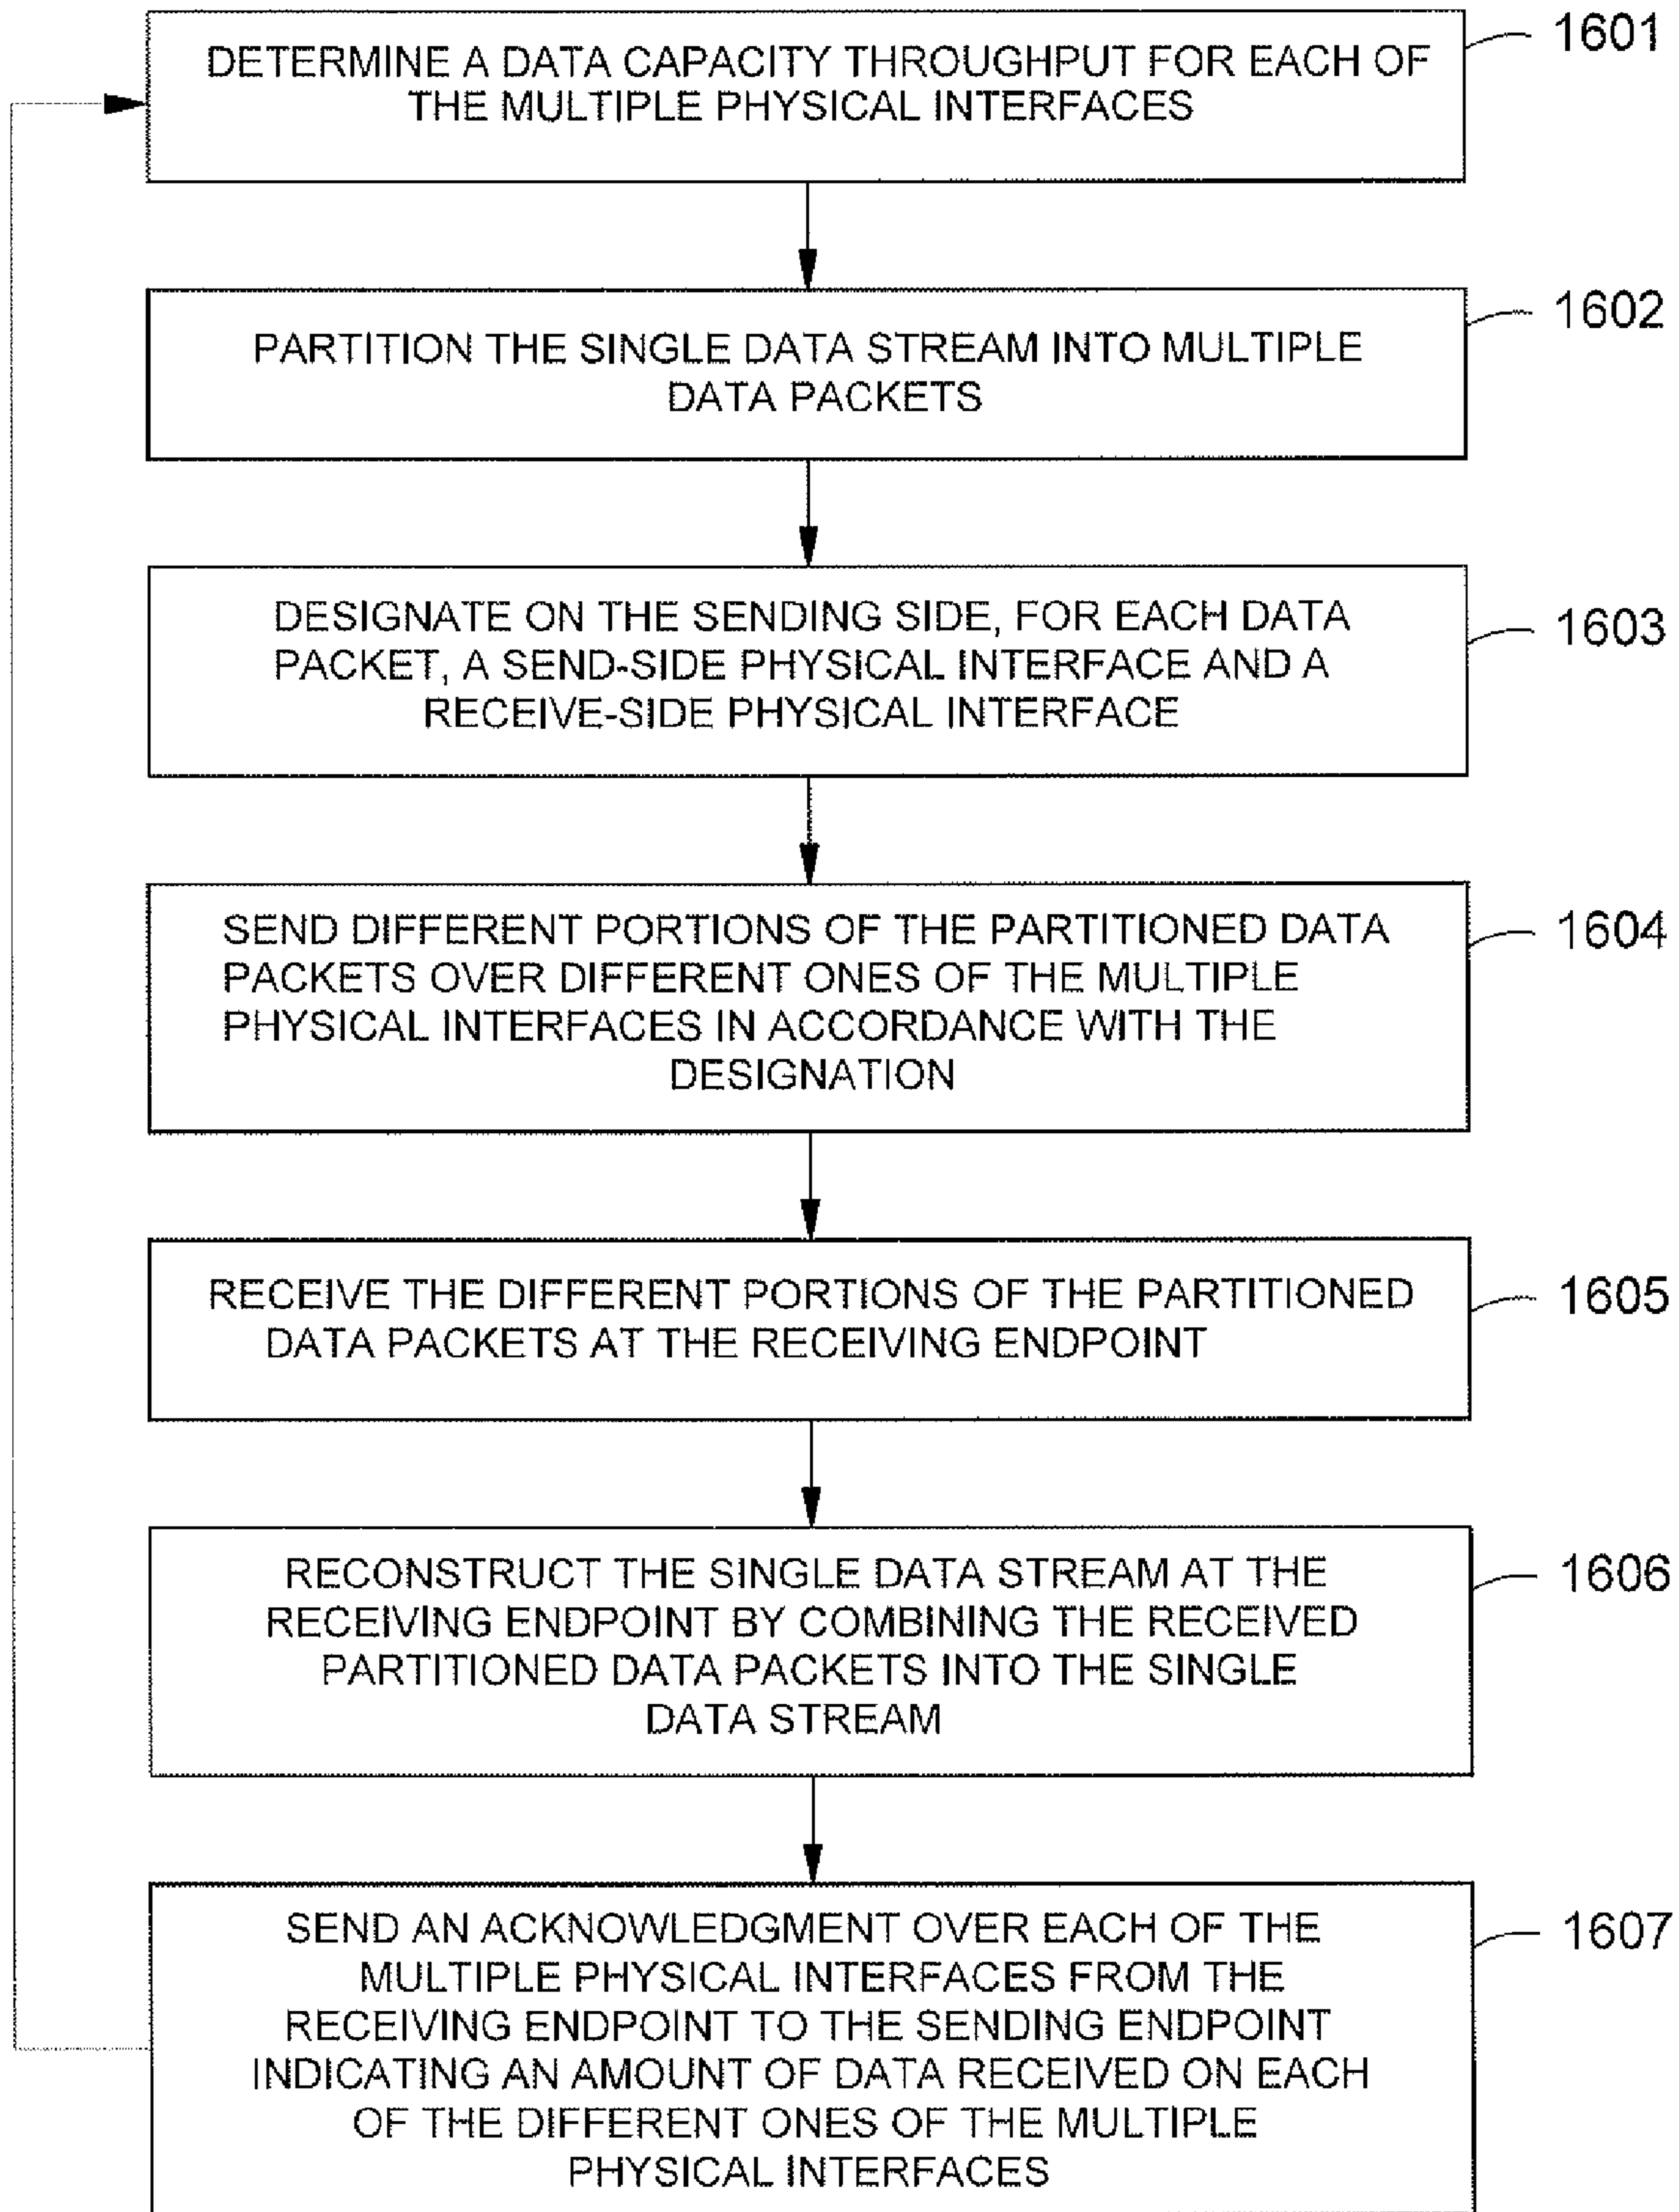 DETERMINE A DATA CAPACITY THROUGHPUT FOR EACH OF
THE MULTIPLE PHYSICAL INTERFACES
1601
PARTITION THE SINGLE DATA STREAM INTO MULTIPLE
DATA PACKETS
1602
DESIGNATE ON THE SENDING SIDE, FOR EACH DATA
PACKET, A SEND-SIDE PHYSICAL INTERFACE AND A
RECEIVE-SIDE PHYSICAL INTERFACE
1603
SEND DIFFERENT PORTIONS OF THE PARTITIONED DATA
PACKETS OVER DIFFERENT ONES OF THE MULTIPLE
PHYSICAL INTERFACES IN ACCORDANCE WITH THE
DESIGNATION
1604
RECEIVE THE DIFFERENT PORTIONS OF THE PARTITIONED
DATA PACKETS AT THE RECEIVING ENDPOINT
1605
RECONSTRUCT THE SINGLE DATA STREAM AT THE
RECEIVING ENDPOINT BY COMBINING THE RECEIVED
PARTITIONED DATA PACKETS INTO THE SINGLE
DATA STREAM
1606
SEND AN ACKNOWLEDGMENT OVER EACH OF THE
MULTIPLE PHYSICAL INTERFACES FROM THE
RECEIVING ENDPOINT TO THE SENDING ENDPOINT
INDICATING AN AMOUNT OF DATA RECEIVED ON EACH
OF THE DIFFERENT ONES OF THE MULTIPLE
PHYSICAL INTERFACES
1607